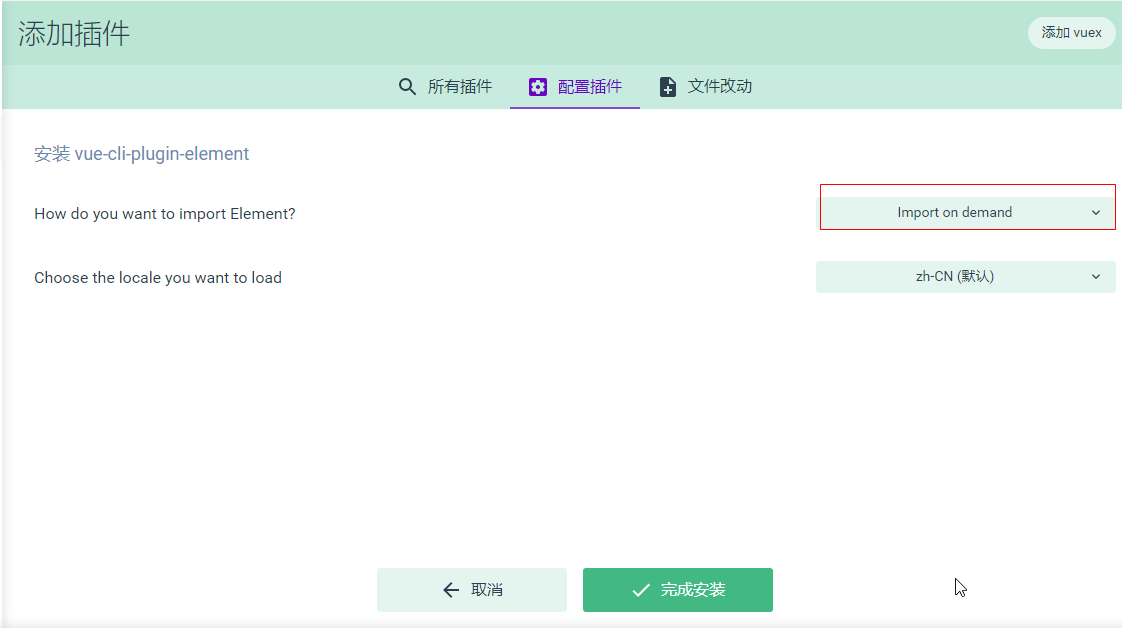 添加插件
添加 vuex
所有插件
配置插件
文件改动
安装 vue-cli-plugin-element
How do you want to import Element?
Import on demand
Choose the locale you want to load
zh-CN (默认)
取消
完成安装